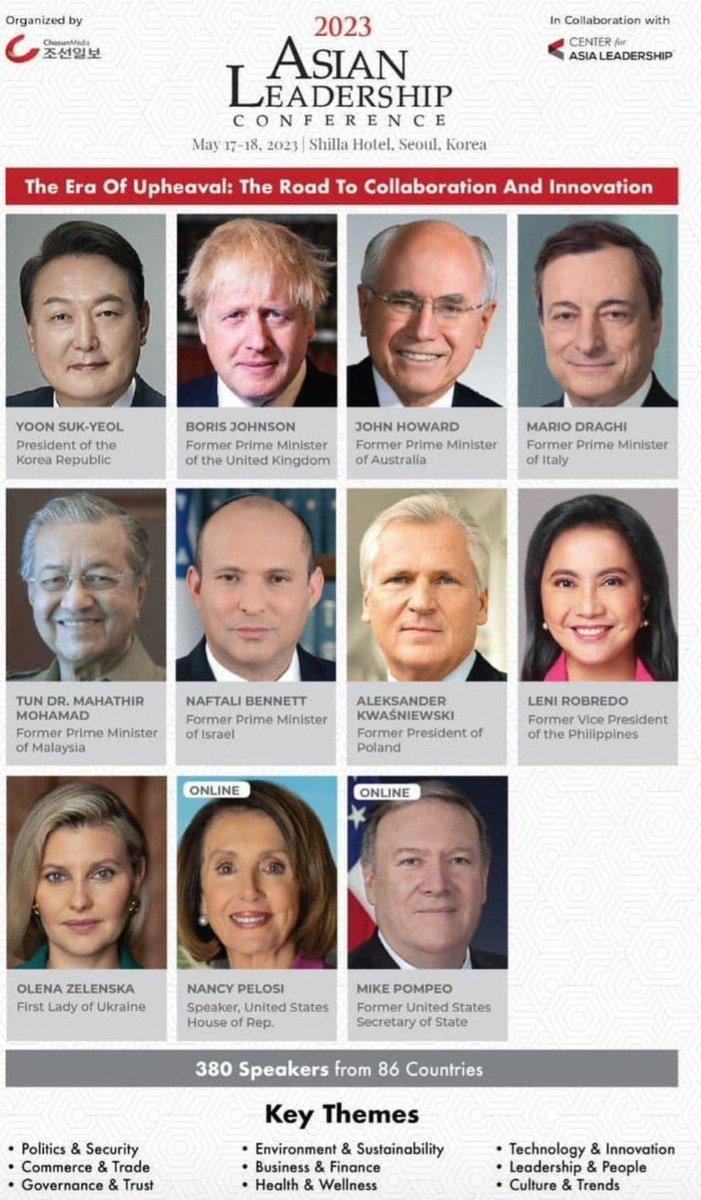 Organized by
ChosunMedia
조선일보
2023
ASIAN
LEADERSHIP
CONFERENCE
May 17-18, 2023 | Shilla Hotel, Seoul, Korea
In Collaboration with
CENTER for
ASIA LEADERSHIP
The Era Of Upheaval: The Road To Collaboration And Innovation
YOON SUK-YEOL
President of the
Korea Republic
BORIS JOHNSON
Former Prime Minister
of the United Kingdom
JOHN HOWARD
Former Prime Minister
of Australia
MARIO DRAGHI
Former Prime Minister
of Italy
TUN DR. MAHATHIR
MOHAMAD
Former Prime Minister
of Malaysia
NAFTALI BENNETT
Former Prime Minister
of Israel
ALEKSANDER
KWAŚNIEWSKI
Former President of
Poland
LENI ROBREDO
Former Vice President
of the Philippines
OLENA ZELENSKA
First Lady of Ukraine
ONLINE
NANCY PELOSI
Speaker, United States
House of Rep.
ONLINE
MIKE POMPEO
Former United States
Secretary of State
380 Speakers from 86 Countries
Key Themes
• Politics & Security
• Commerce & Trade
• Governance & Trust
• Environment & Sustainability
• Business & Finance
• Health & Wellness
• Technology & Innovation
• Leadership & People
• Culture & Trends